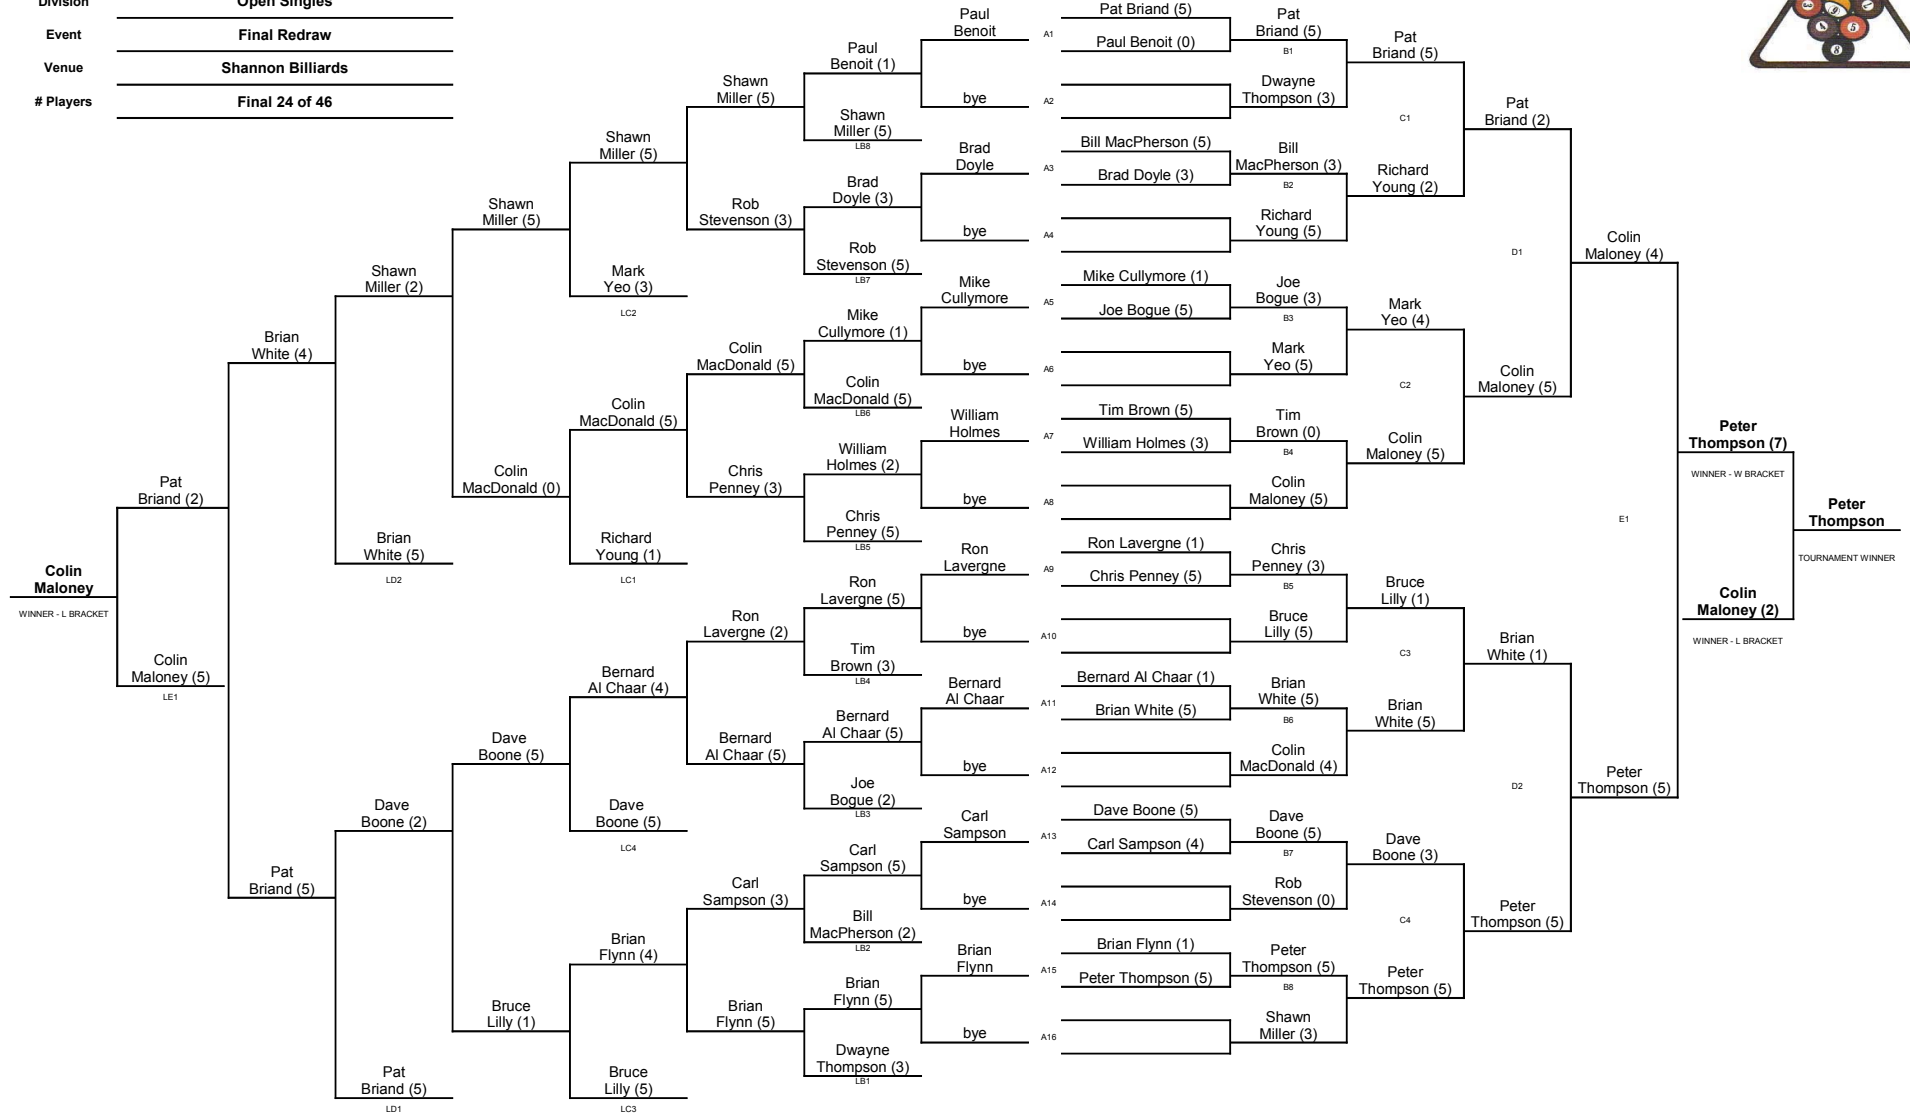 Division
Open Singles
Event
Final Redraw
Venue
Shannon Billiards
# Players
Final 24 of 46
Colin
Maloney
WINNER - L BRACKET
Pat
Briand (2)
Colin
Maloney (5)
LE1
Brian
White (4)
Pat
Briand (5)
Shawn
Miller (2)
Brian
White (5)
LD2
Dave
Boone (2)
Pat
Briand (5)
LD1
Shawn
Miller (5)
Colin
MacDonald (0)
Dave
Boone (5)
Bruce
Lilly (1)
Shawn
Miller (5)
Mark
Yeo (3)
LC2
Colin
MacDonald (5)
Richard
Young (1)
LC1
Bernard
Al Chaar (4)
Dave
Boone (5)
LC4
Brian
Flynn (4)
Bruce
Lilly (5)
LC3
Shawn
Miller (5)
Rob
Stevenson (3)
Colin
MacDonald (5)
Chris
Penney (3)
Ron
Lavergne (2)
Bernard
Al Chaar (5)
Carl
Sampson (3)
Brian
Flynn (5)
Paul
Benoit (1)
Shawn
Miller (5)
LB8
Brad
Doyle (3)
Rob
Stevenson (5)
LB7
Mike
Cullymore (1)
Colin
MacDonald (5)
LB6
William
Holmes (2)
Chris
Penney (5)
LB5
Ron
Lavergne (5)
Tim
Brown (3)
LB4
Bernard
Al Chaar (5)
Joe
Bogue (2)
LB3
Carl
Sampson (5)
Bill
MacPherson (2)
LB2
Brian
Flynn (5)
Dwayne
Thompson (3)
LB1
Paul
Benoit
bye
Brad
Doyle
bye
Mike
Cullymore
bye
William
Holmes
bye
Ron
Lavergne
bye
Bernard
Al Chaar
bye
Carl
Sampson
bye
Brian
Flynn
bye
A1
A2
A3
A4
A5
A6
A7
A8
A9
A10
A11
A12
A13
A14
A15
A16
Pat Briand (5)
Paul Benoit (0)
Bill MacPherson (5)
Brad Doyle (3)
Mike Cullymore (1)
Joe Bogue (5)
Tim Brown (5)
William Holmes (3)
Ron Lavergne (1)
Chris Penney (5)
Bernard Al Chaar (1)
Brian White (5)
Dave Boone (5)
Carl Sampson (4)
Brian Flynn (1)
Peter Thompson (5)
Pat
Briand (5)
B1
Dwayne
Thompson (3)
Bill
MacPherson (3)
B2
Richard
Young (5)
Joe
Bogue (3)
B3
Mark
Yeo (5)
Tim
Brown (0)
B4
Colin
Maloney (5)
Chris
Penney (3)
B5
Bruce
Lilly (5)
Brian
White (5)
B6
Colin
MacDonald (4)
Dave
Boone (5)
B7
Rob
Stevenson (0)
Peter
Thompson (5)
B8
Shawn
Miller (3)
Pat
Briand (5)
C1
Richard
Young (2)
Mark
Yeo (4)
C2
Colin
Maloney (5)
Bruce
Lilly (1)
C3
Brian
White (5)
Dave
Boone (3)
C4
Peter
Thompson (5)
Pat
Briand (2)
D1
Colin
Maloney (5)
Brian
White (1)
D2
Peter
Thompson (5)
Colin
Maloney (4)
E1
Peter
Thompson (5)
Peter
Thompson (7)
WINNER - W BRACKET
Colin
Maloney (2)
WINNER - L BRACKET
Peter
Thompson
TOURNAMENT WINNER